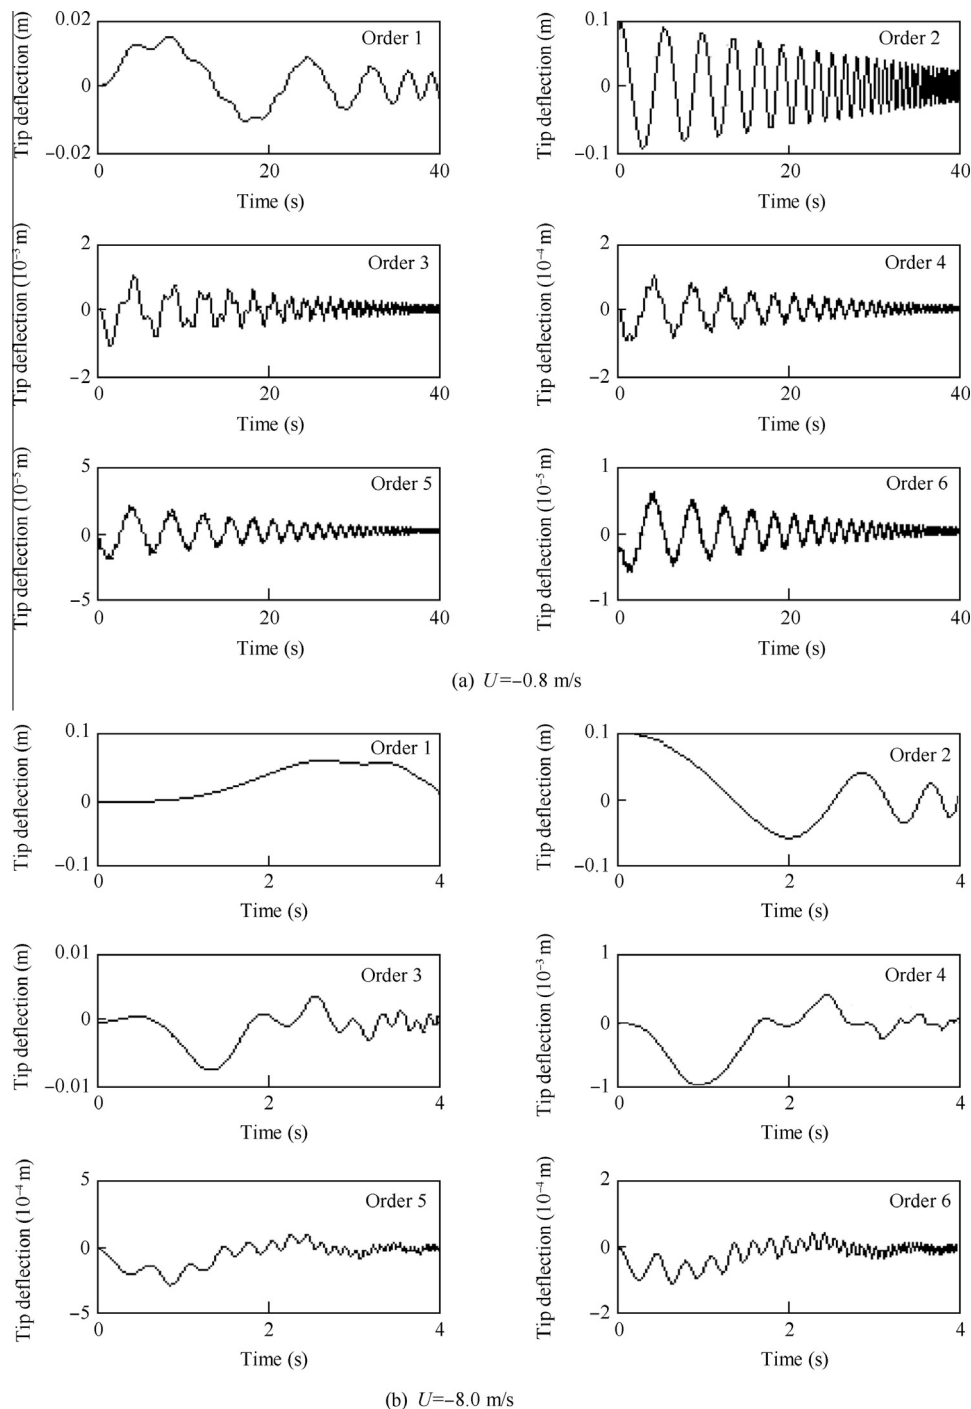 Tip deflection (m)
0.02
0
−0.02
0
20
40
Time (s)
Order 1
Tip deflection (m)
0.1
0
−0.1
0
20
40
Time (s)
Order 2
Tip deflection (10⁻³ m)
2
0
−2
0
20
40
Time (s)
Order 3
Tip deflection (10⁻⁴ m)
2
0
−2
0
20
40
Time (s)
Order 4
Tip deflection (10⁻⁵ m)
5
0
−5
0
20
40
Time (s)
Order 5
Tip deflection (10⁻⁵ m)
1
0
−1
0
20
40
Time (s)
Order 6
(a) U=−0.8 m/s
Tip deflection (m)
0.1
0
−0.1
0
2
4
Time (s)
Order 1
Tip deflection (m)
0.1
0
−0.1
0
2
4
Time (s)
Order 2
Tip deflection (m)
0.01
0
−0.01
0
2
4
Time (s)
Order 3
Tip deflection (10⁻³ m)
1
0
−1
0
2
4
Time (s)
Order 4
Tip deflection (10⁻⁴ m)
5
0
−5
0
2
4
Time (s)
Order 5
Tip deflection (10⁻⁴ m)
2
0
−2
0
2
4
Time (s)
Order 6
(b) U=−8.0 m/s